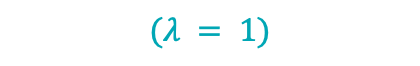 (λ = 1)